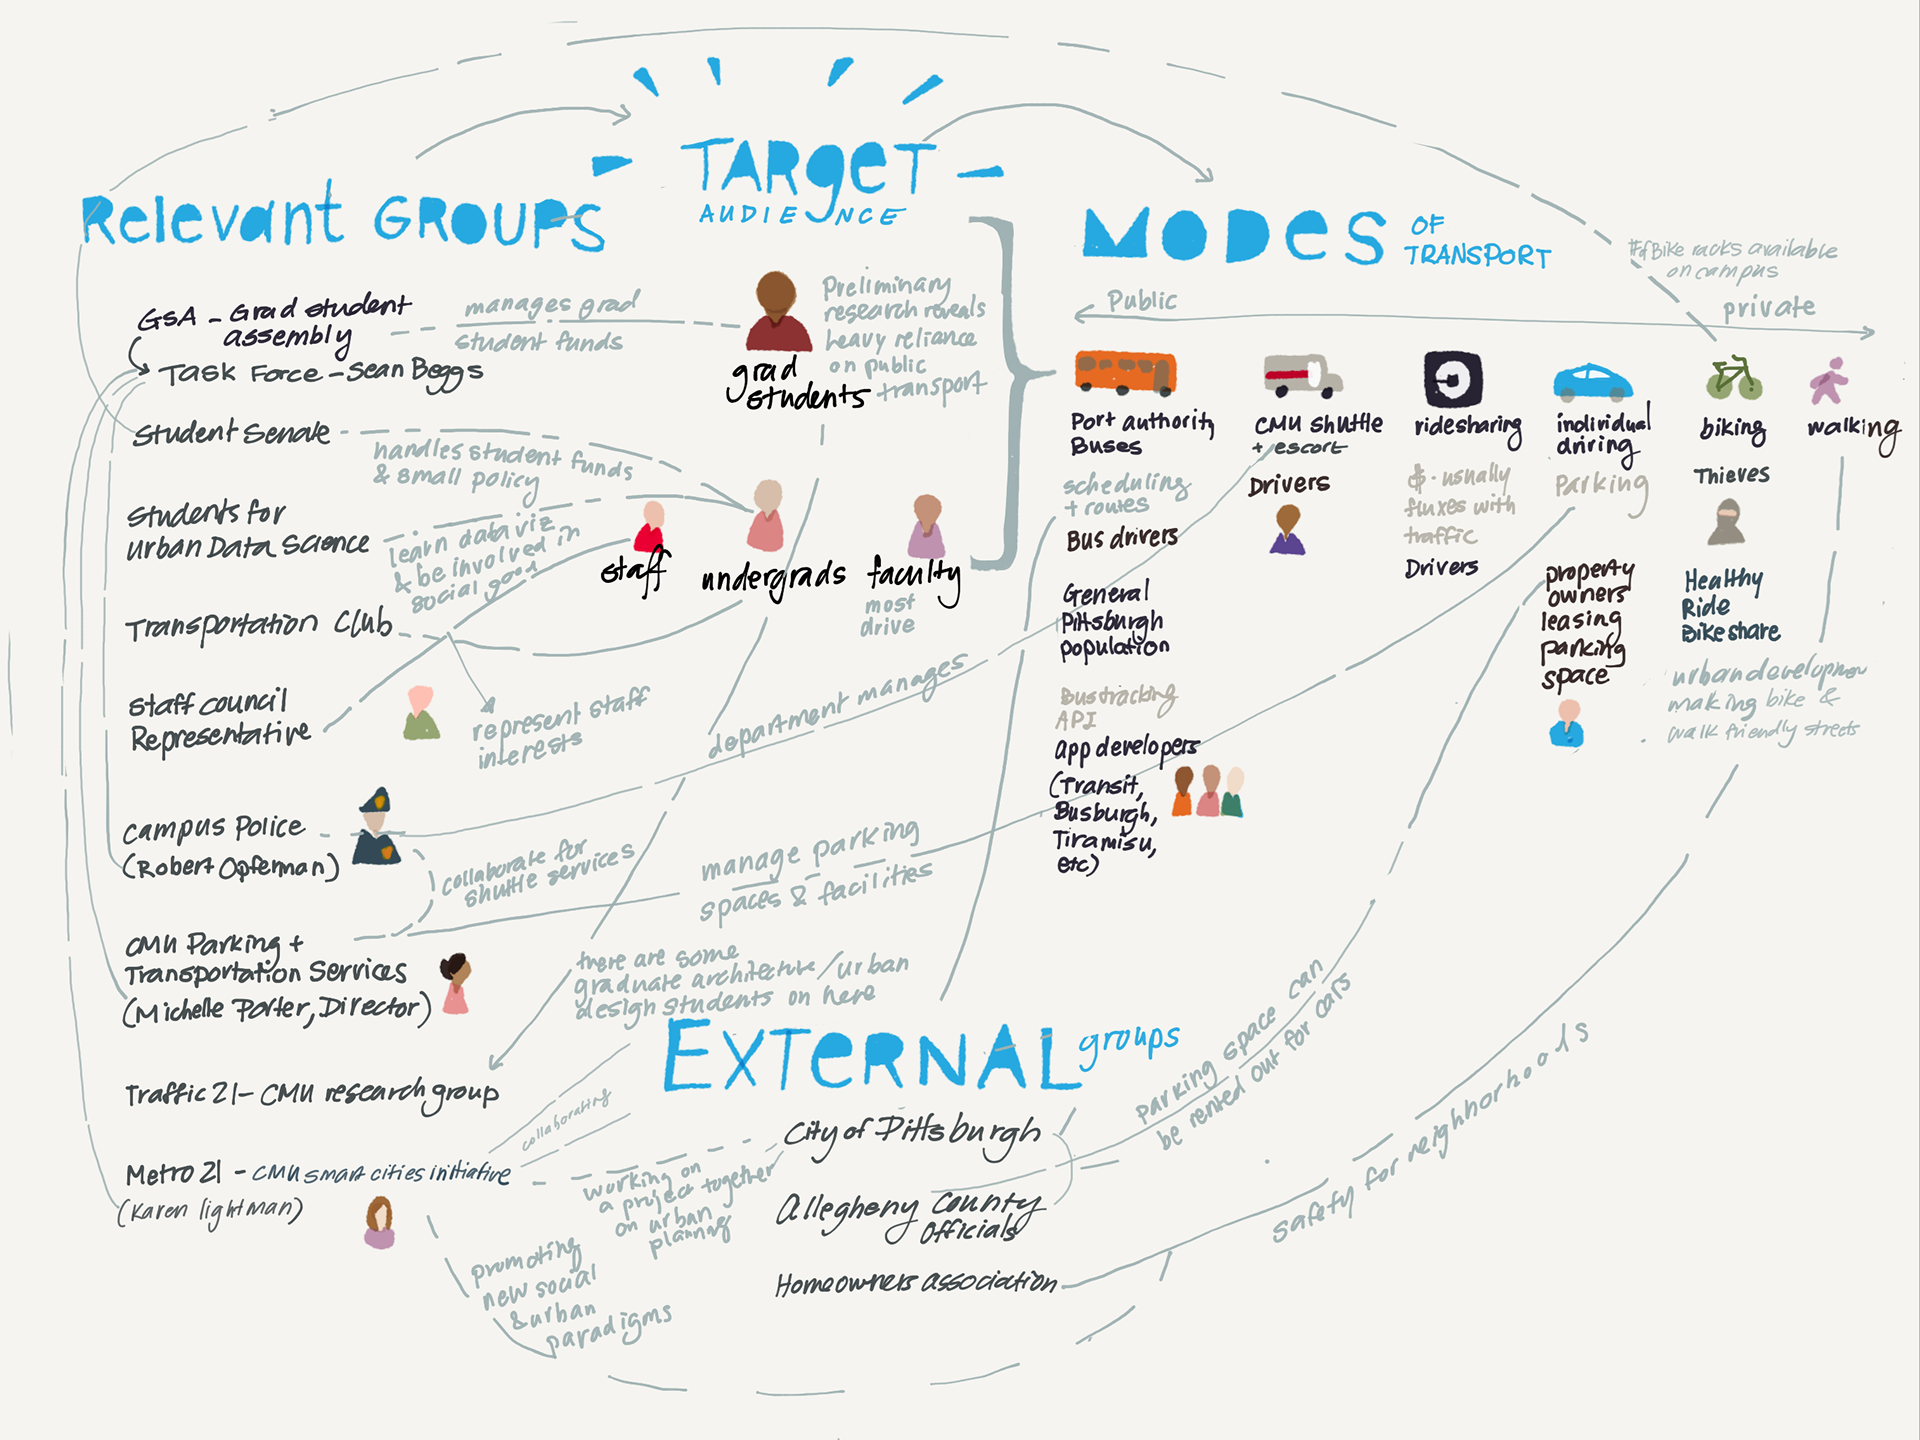 TARGET
AUDIENCE
Relevant GROUPS
MODES
OF
TRANSPORT
GSA - Grad student
assembly
Task Force - Sean Beggs
manages grad
student funds
Student Senate
handles student funds
& small policy
Students for
Urban Data Science
learn data viz
& be involved in
social good
Transportation Club
Staff council
Representative
represent staff
interests
Campus Police
(Robert Opferman)
department manages
collaborate for
shuttle services
CMU Parking +
Transportation Services
(Michelle Porter, Director)
manage parking
spaces & facilities
there are some
graduate architecture/urban
design students on here
Traffic 21 - CMU research group
Metro 21 - CMU smart cities initiative
(Karen lightman)
collaborating
working on
a project together
on urban
planning
promoting
new social
& urban
paradigms
grad
students
Preliminary
research reveals
heavy reliance
on public
transport
staff
undergrads
faculty
most
drive
#of Bike racks available
on campus
Public
private
Port authority
Buses
scheduling
+ routes
Bus drivers
General
Pittsburgh
population
Bus tracking
API
app developers
(Transit,
Busburgh,
Tiramisu,
etc)
CMU shuttle
+ escort
Drivers
ridesharing
$ - usually
fluxes with
traffic
Drivers
individual
driving
Parking
property
owners
leasing
parking
space
biking
Thieves
Healthy
Ride
Bikeshare
walking
urban development
making bike &
walk friendly streets
EXTERNAL groups
City of Pittsburgh
Allegheny County
Officials
Homeowners association
parking space can
be rented out for cars
safety for neighborhoods